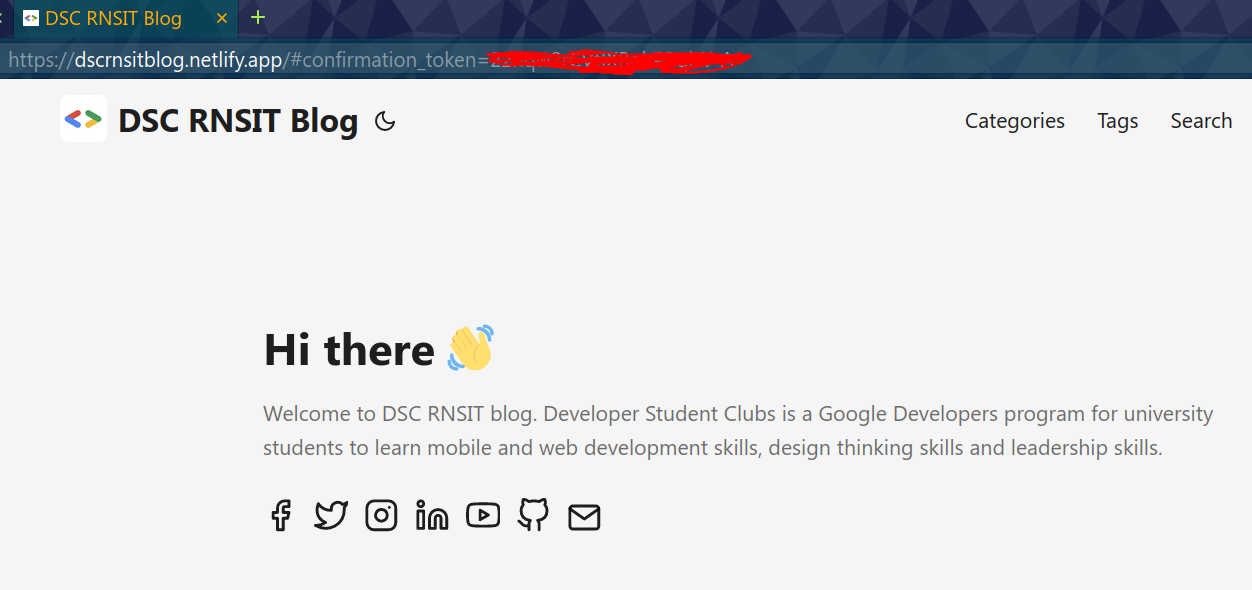 DSC RNSIT Blog
https://dscrnsitblog.netlify.app/#confirmation_token=
DSC RNSIT Blog
Categories Tags Search
Hi there 👋
Welcome to DSC RNSIT blog. Developer Student Clubs is a Google Developers program for university
students to learn mobile and web development skills, design thinking skills and leadership skills.